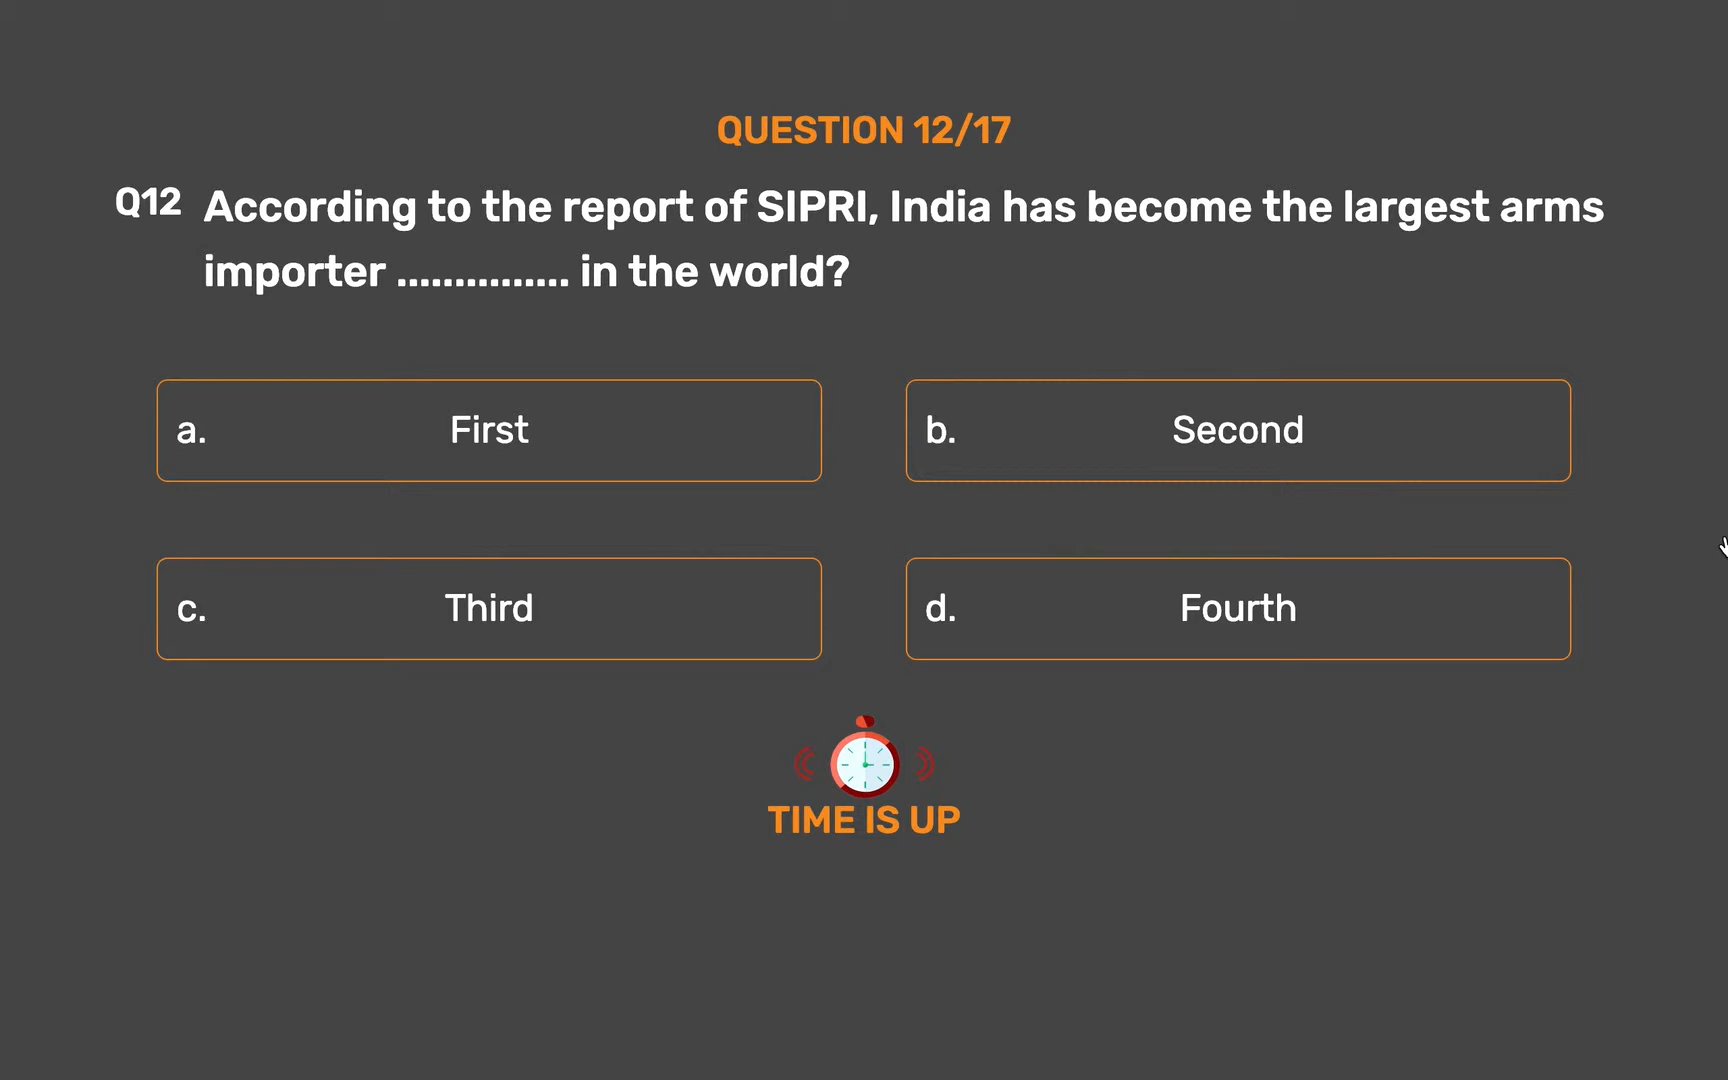 QUESTION 12/17
Q12 According to the report of SIPRI, India has become the largest arms
importer ............... in the world?
a. First
b. Second
c. Third
d. Fourth
TIME IS UP